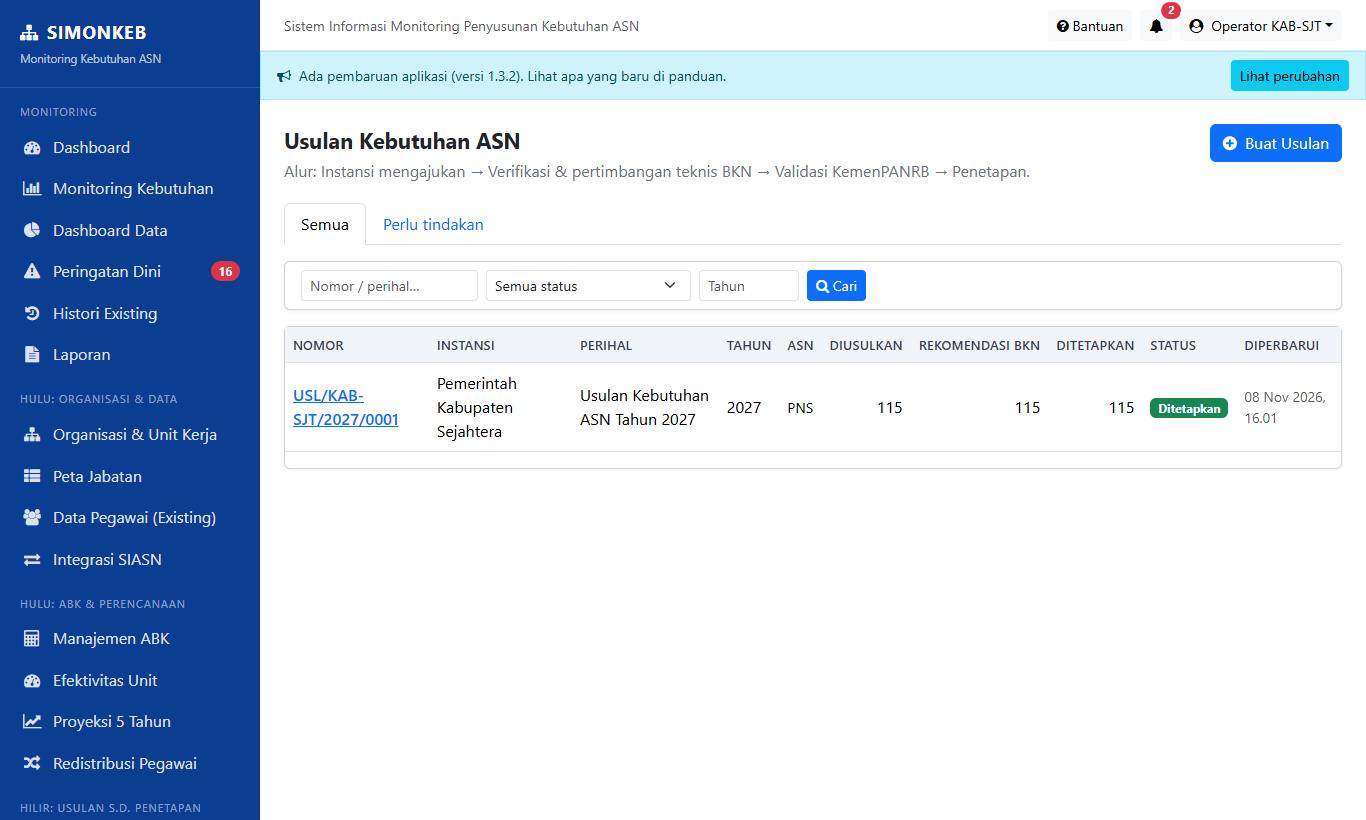 SIMONKEB
Monitoring Kebutuhan ASN
MONITORING
Dashboard
Monitoring Kebutuhan
Dashboard Data
Peringatan Dini 16
Histori Existing
Laporan
HULU: ORGANISASI & DATA
Organisasi & Unit Kerja
Peta Jabatan
Data Pegawai (Existing)
Integrasi SIASN
HULU: ABK & PERENCANAAN
Manajemen ABK
Efektivitas Unit
Proyeksi 5 Tahun
Redistribusi Pegawai
HILIR: USULAN S.D. PENETAPAN
Sistem Informasi Monitoring Penyusunan Kebutuhan ASN
Bantuan
2
Operator KAB-SJT
Ada pembaruan aplikasi (versi 1.3.2). Lihat apa yang baru di panduan.
Lihat perubahan
Usulan Kebutuhan ASN
Buat Usulan
Alur: Instansi mengajukan → Verifikasi & pertimbangan teknis BKN → Validasi KemenPANRB → Penetapan.
Semua Perlu tindakan
Nomor / perihal... Semua status Tahun Cari
NOMOR INSTANSI PERIHAL TAHUN ASN DIUSULKAN REKOMENDASI BKN DITETAPKAN STATUS DIPERBARUI
USL/KAB-
SJT/2027/0001
Pemerintah
Kabupaten
Sejahtera
Usulan Kebutuhan
ASN Tahun 2027
2027 PNS 115 115 115 Ditetapkan
08 Nov 2026,
16.01